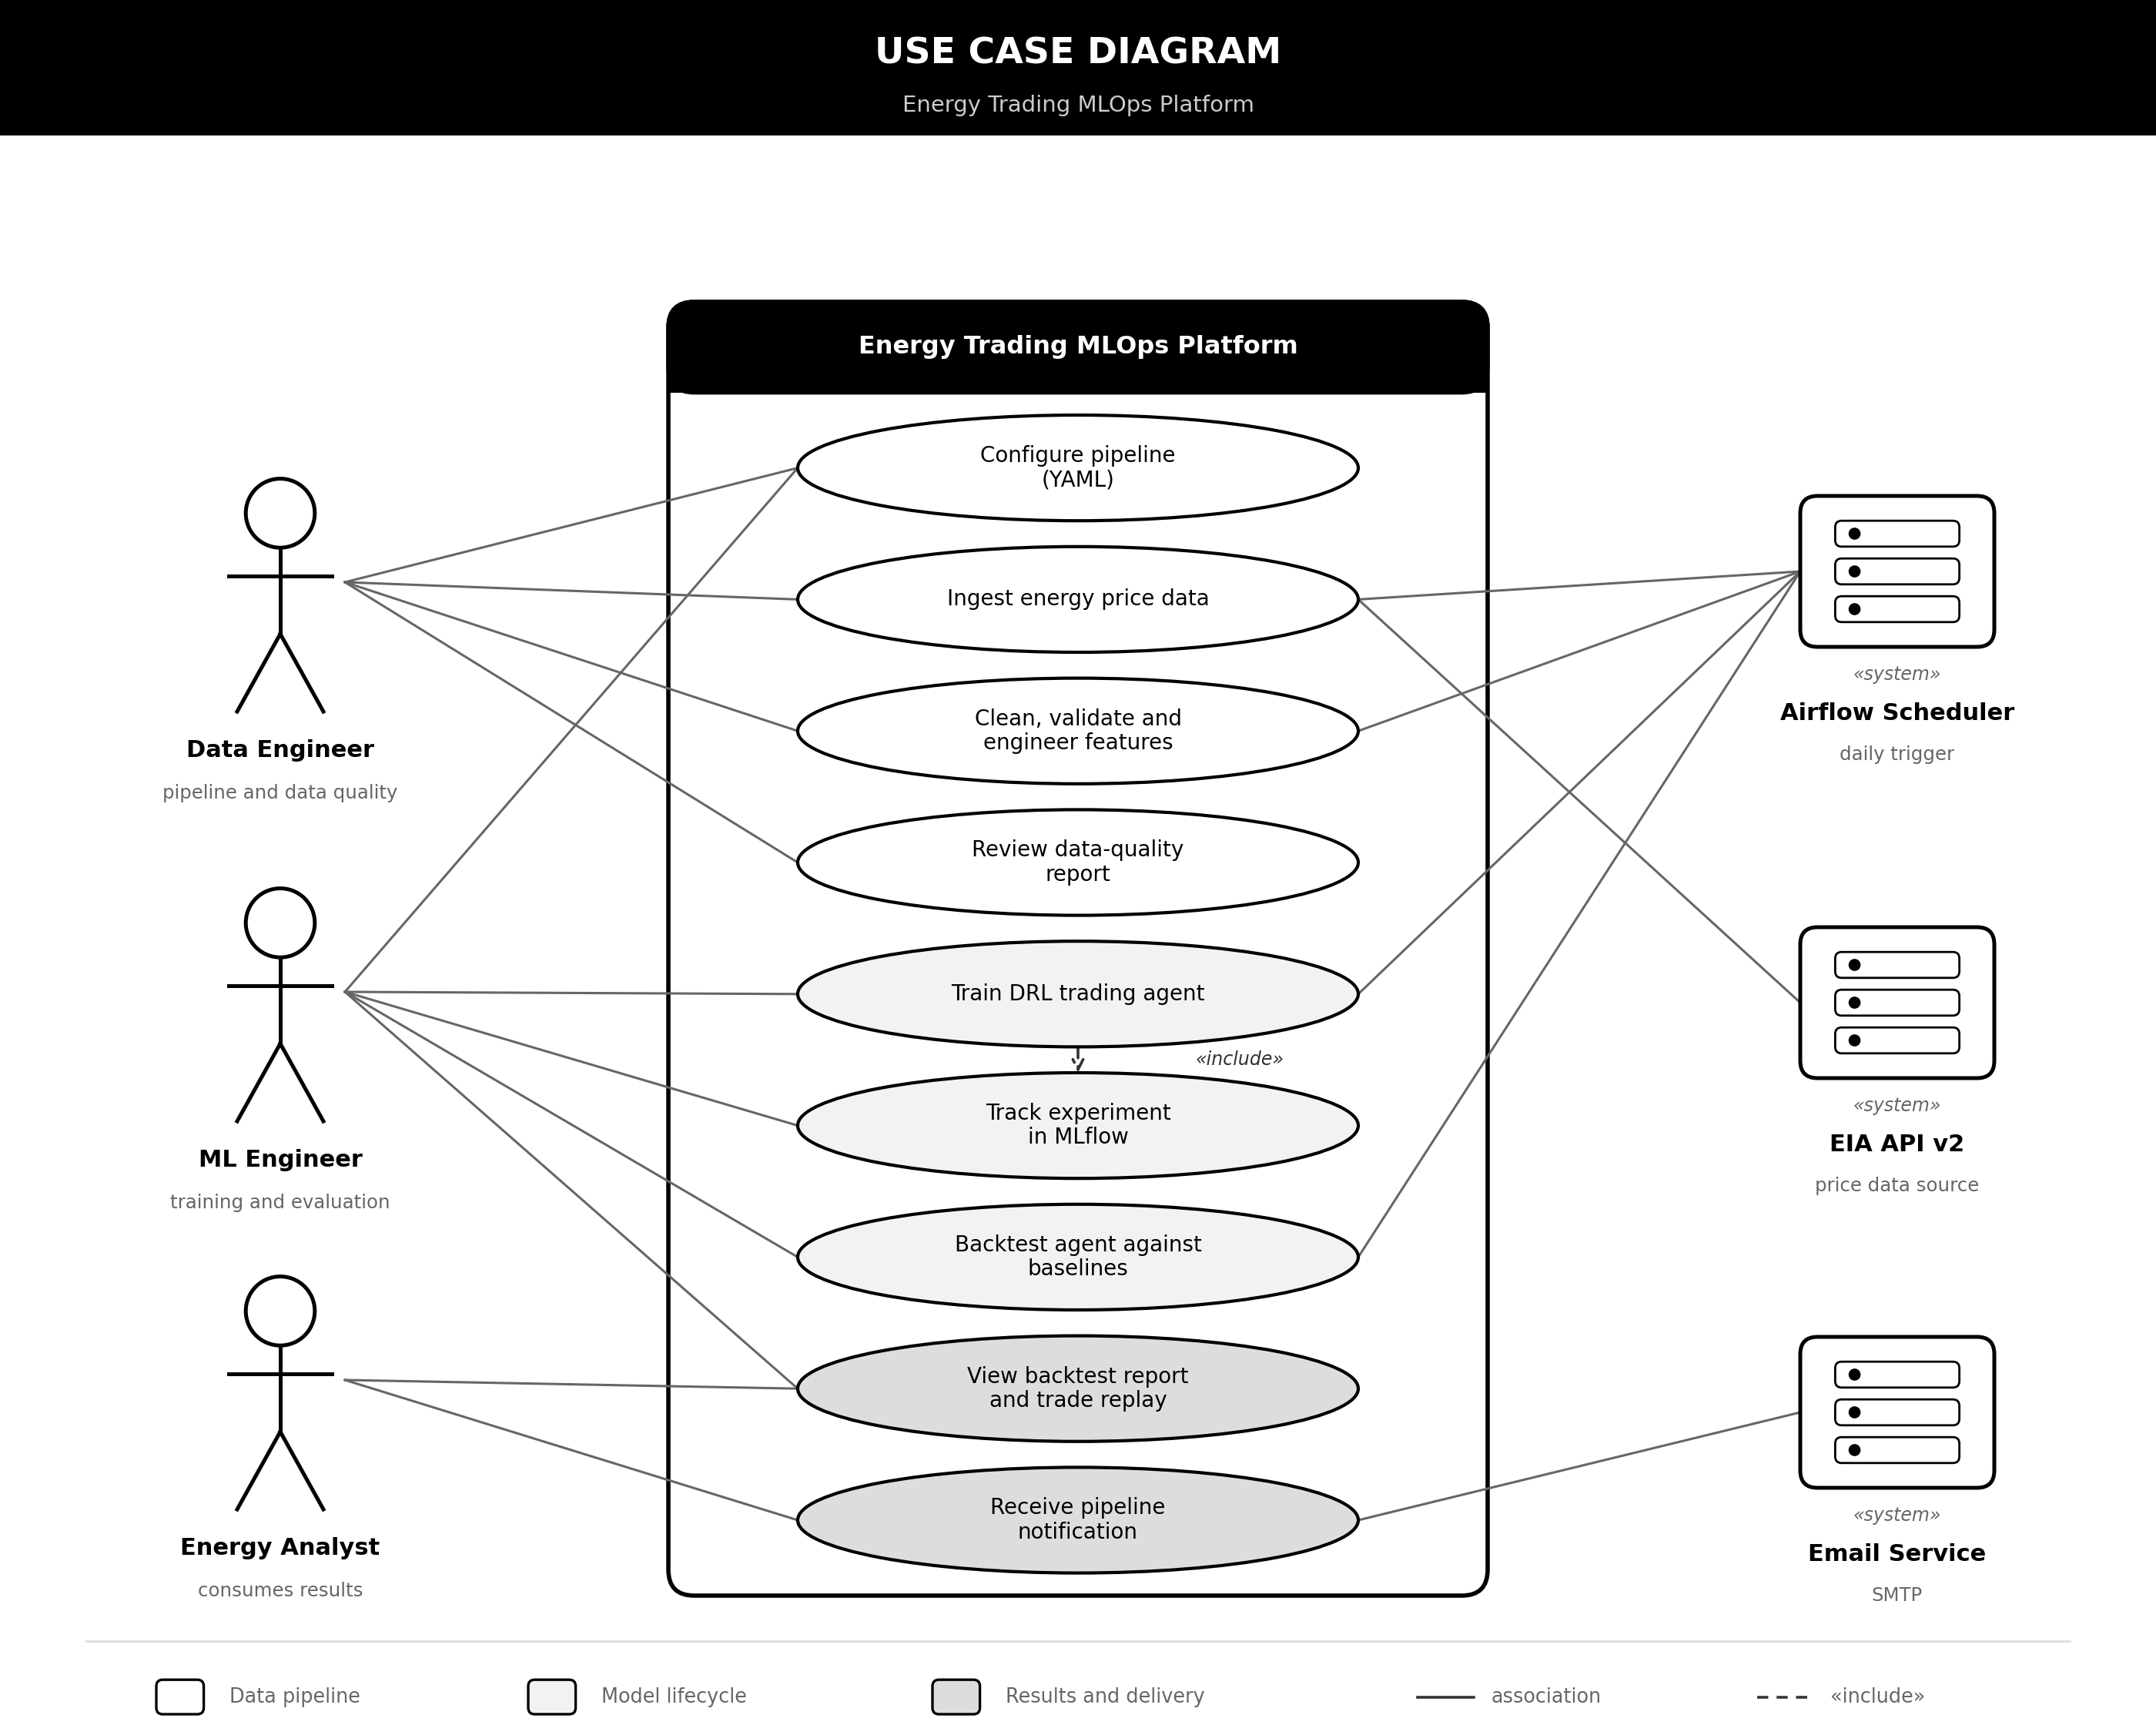 USE CASE DIAGRAM
Energy Trading MLOps Platform
Energy Trading MLOps Platform
Configure pipeline
(YAML)
Ingest energy price data
Clean, validate and
engineer features
Review data-quality
report
Train DRL trading agent
«include»
Track experiment
in MLflow
Backtest agent against
baselines
View backtest report
and trade replay
Receive pipeline
notification
Data Engineer
pipeline and data quality
ML Engineer
training and evaluation
Energy Analyst
consumes results
«system»
Airflow Scheduler
daily trigger
«system»
EIA API v2
price data source
«system»
Email Service
SMTP
Data pipeline
Model lifecycle
Results and delivery
association
«include»